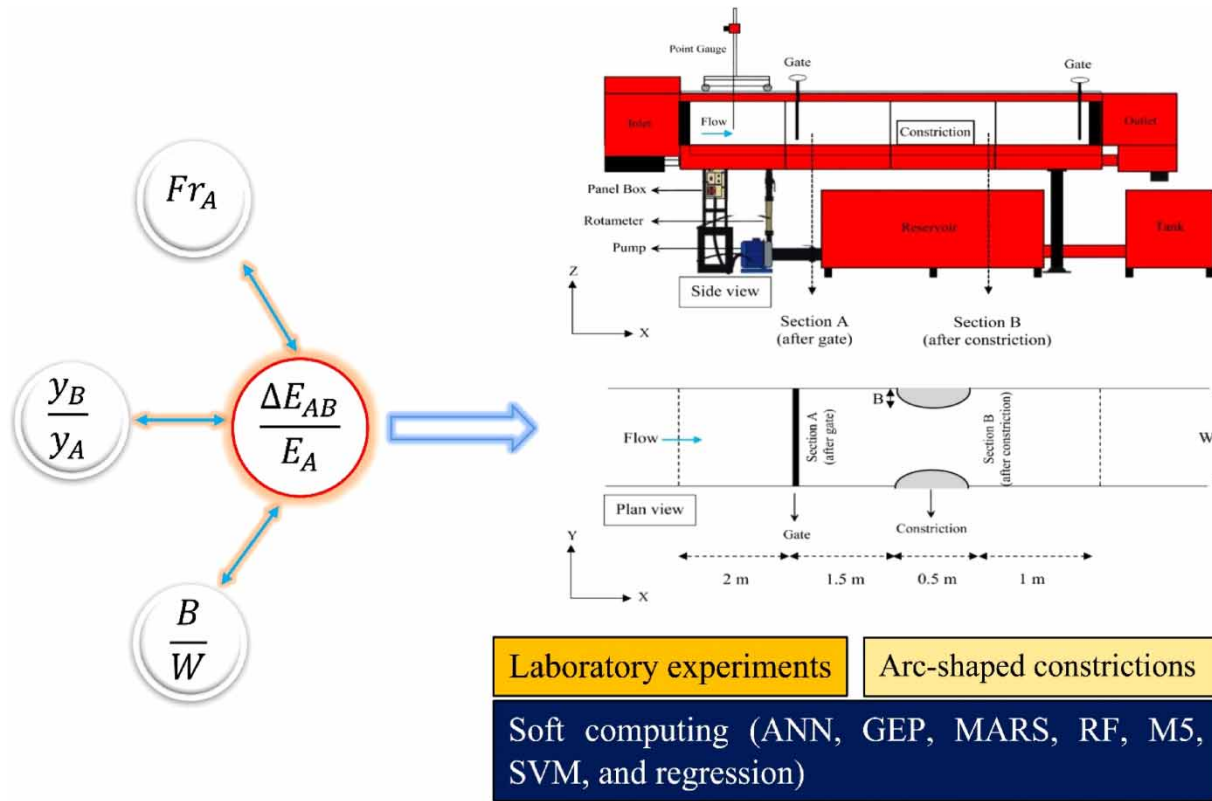 Fr_A
y_B
y_A
ΔE_AB
E_A
B
W
Point Gauge
Gate
Gate
Inlet
Flow
Constriction
Outlet
Panel Box
Rotameter
Pump
Reservoir
Tank
Z
X
Side view
Section A
(after gate)
Section B
(after constriction)
B
Flow
Section A
(after gate)
Section B
(after constriction)
W
Plan view
Gate
Constriction
Y
X
2 m
1.5 m
0.5 m
1 m
Laboratory experiments
Arc-shaped constrictions
Soft computing (ANN, GEP, MARS, RF, M5,
SVM, and regression)